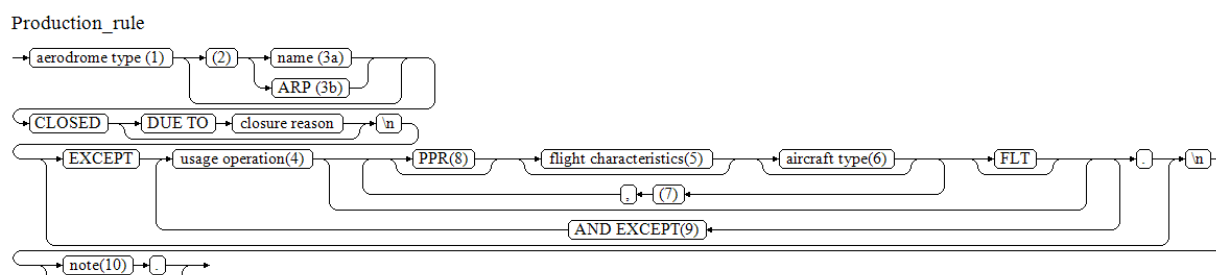 Production_rule
aerodrome type (1) (2) name (3a)
ARP (3b)
CLOSED DUE TO closure reason \n
EXCEPT usage operation(4) PPR(8) flight characteristics(5) aircraft type(6) FLT . \n
, (7)
AND EXCEPT(9)
note(10) .